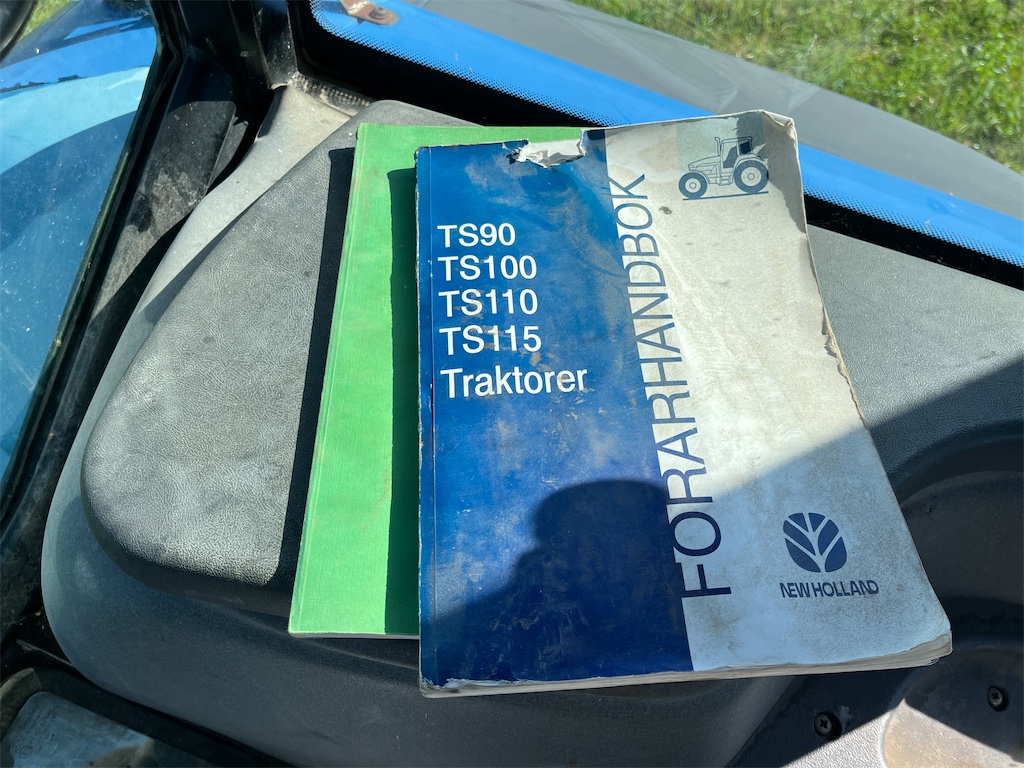 TS90
TS100
TS110
TS115
Traktorer
FÖRARHANDBOK
NEW HOLLAND